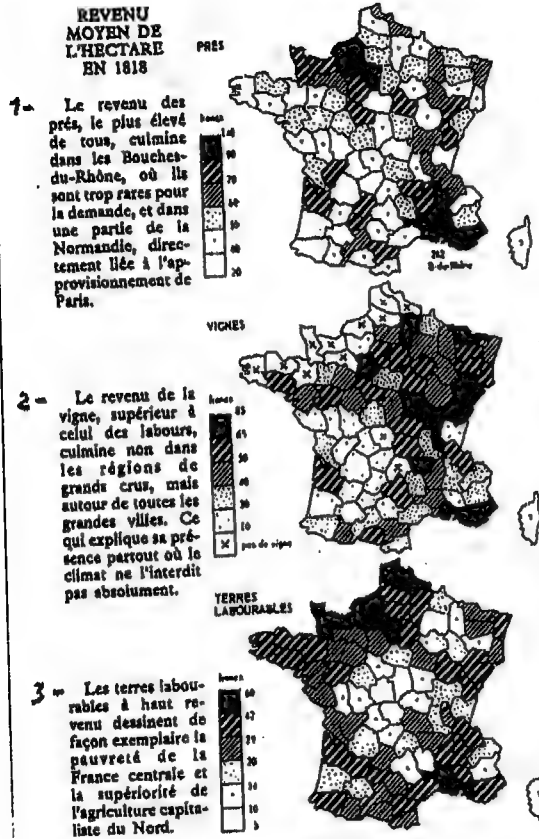 REVENU
MOYEN DE
L'HECTARE
EN 1818
PRÉS
1-
Le revenu des
prés, le plus élevé
de tous, culmine
dans les Bouches-
du-Rhône, où ils
sont trop rares pour
la demande, et dans
une partie de la
Normandie, direc-
tement liée à l'ap-
provisionnement de
Paris.
francs
140
90
70
60
50
40
20
212
B-du-Rhône
VIGNES
2-
Le revenu de la
vigne, supérieur à
celui des labours,
culmine non dans
les régions de
grands crus, mais
autour de toutes les
grandes villes. Ce
qui explique sa pré-
sence partout où le
climat ne l'interdit
pas absolument.
francs
85
65
50
40
30
10
x pas de vigne
TERRES
LABOURABLES
3-
Les terres labou-
rables à haut re-
venu dessinent de
façon exemplaire la
pauvreté de la
France centrale et
la supériorité de
l'agriculture capita-
liste du Nord.
francs
60
42
20
14
10
5